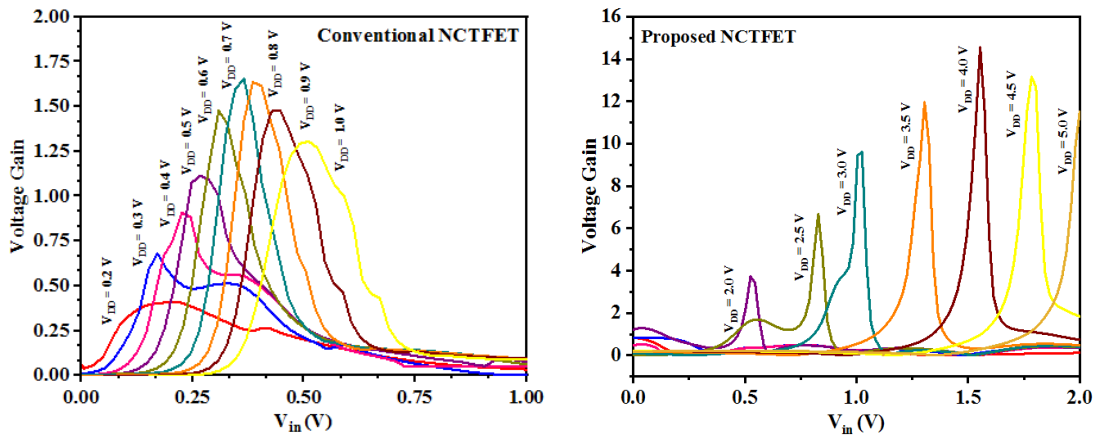 Conventional NCTFET
V_DD = 0.2 V
V_DD = 0.3 V
V_DD = 0.4 V
V_DD = 0.5 V
V_DD = 0.6 V
V_DD = 0.7 V
V_DD = 0.8 V
V_DD = 0.9 V
V_DD = 1.0 V
2.00
1.75
1.50
1.25
1.00
0.75
0.50
0.25
0.00
Voltage Gain
0.00 0.25 0.50 0.75 1.00
V_in (V)
Proposed NCTFET
V_DD = 2.0 V
V_DD = 2.5 V
V_DD = 3.0 V
V_DD = 3.5 V
V_DD = 4.0 V
V_DD = 4.5 V
V_DD = 5.0 V
16
14
12
10
8
6
4
2
0
Voltage Gain
0.0 0.5 1.0 1.5 2.0
V_in (V)